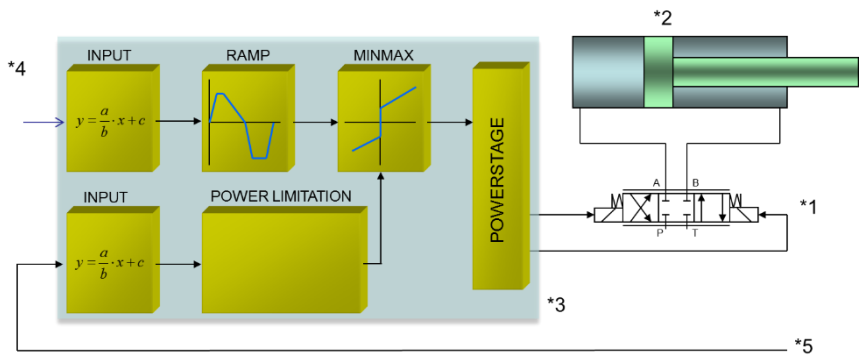 *2
INPUT RAMP MINMAX
*4
y = a/b · x + c
A B
INPUT POWER LIMITATION
POWERSTAGE
*1
P T
y = a/b · x + c
*3
*5